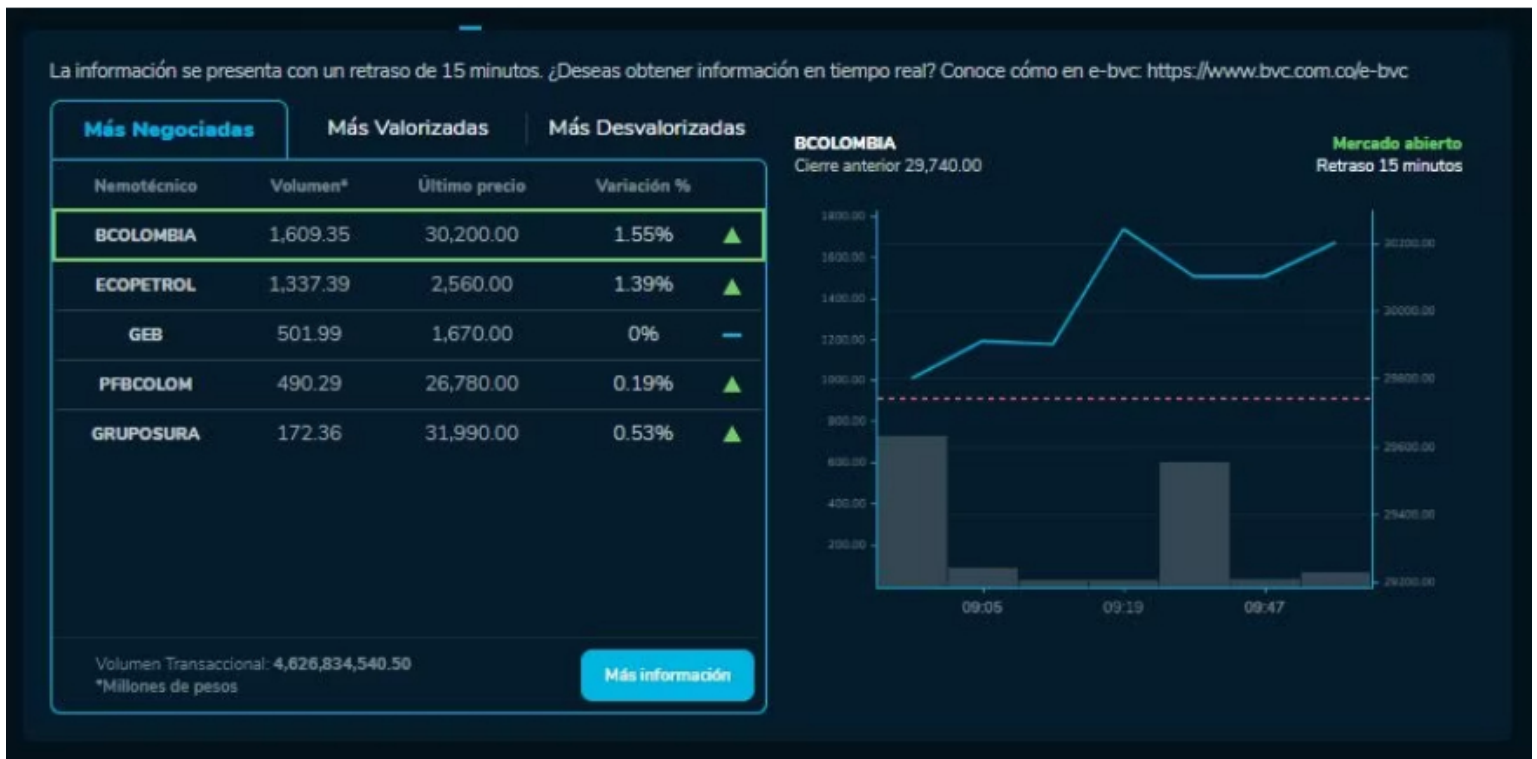 La información se presenta con un retraso de 15 minutos. ¿Deseas obtener información en tiempo real? Conoce cómo en e-bvc: https://www.bvc.com.co/e-bvc
Más Negociadas Más Valorizadas Más Desvalorizadas
Nemotécnico Volumen* Último precio Variación %
BCOLOMBIA 1,609.35 30,200.00 1.55%
ECOPETROL 1,337.39 2,560.00 1.39%
GEB 501.99 1,670.00 0%
PFBCOLOM 490.29 26,780.00 0.19%
GRUPOSURA 172.36 31,990.00 0.53%
Volumen Transaccional: 4,626,834,540.50
*Millones de pesos
Más información
BCOLOMBIA
Cierre anterior 29,740.00
Mercado abierto
Retraso 15 minutos
1800.00
1600.00
1400.00
1200.00
1000.00
800.00
600.00
400.00
200.00
30200.00
30000.00
29800.00
29600.00
29400.00
29200.00
09:05 09:19 09:47